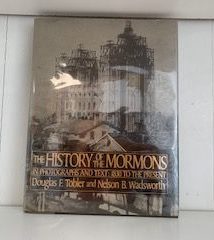 THE HISTORY OF THE MORMONS
IN PHOTOGRAPHS AND TEXT: 1830 TO THE PRESENT
Douglas F. Tobler and Nelson B. Wadsworth